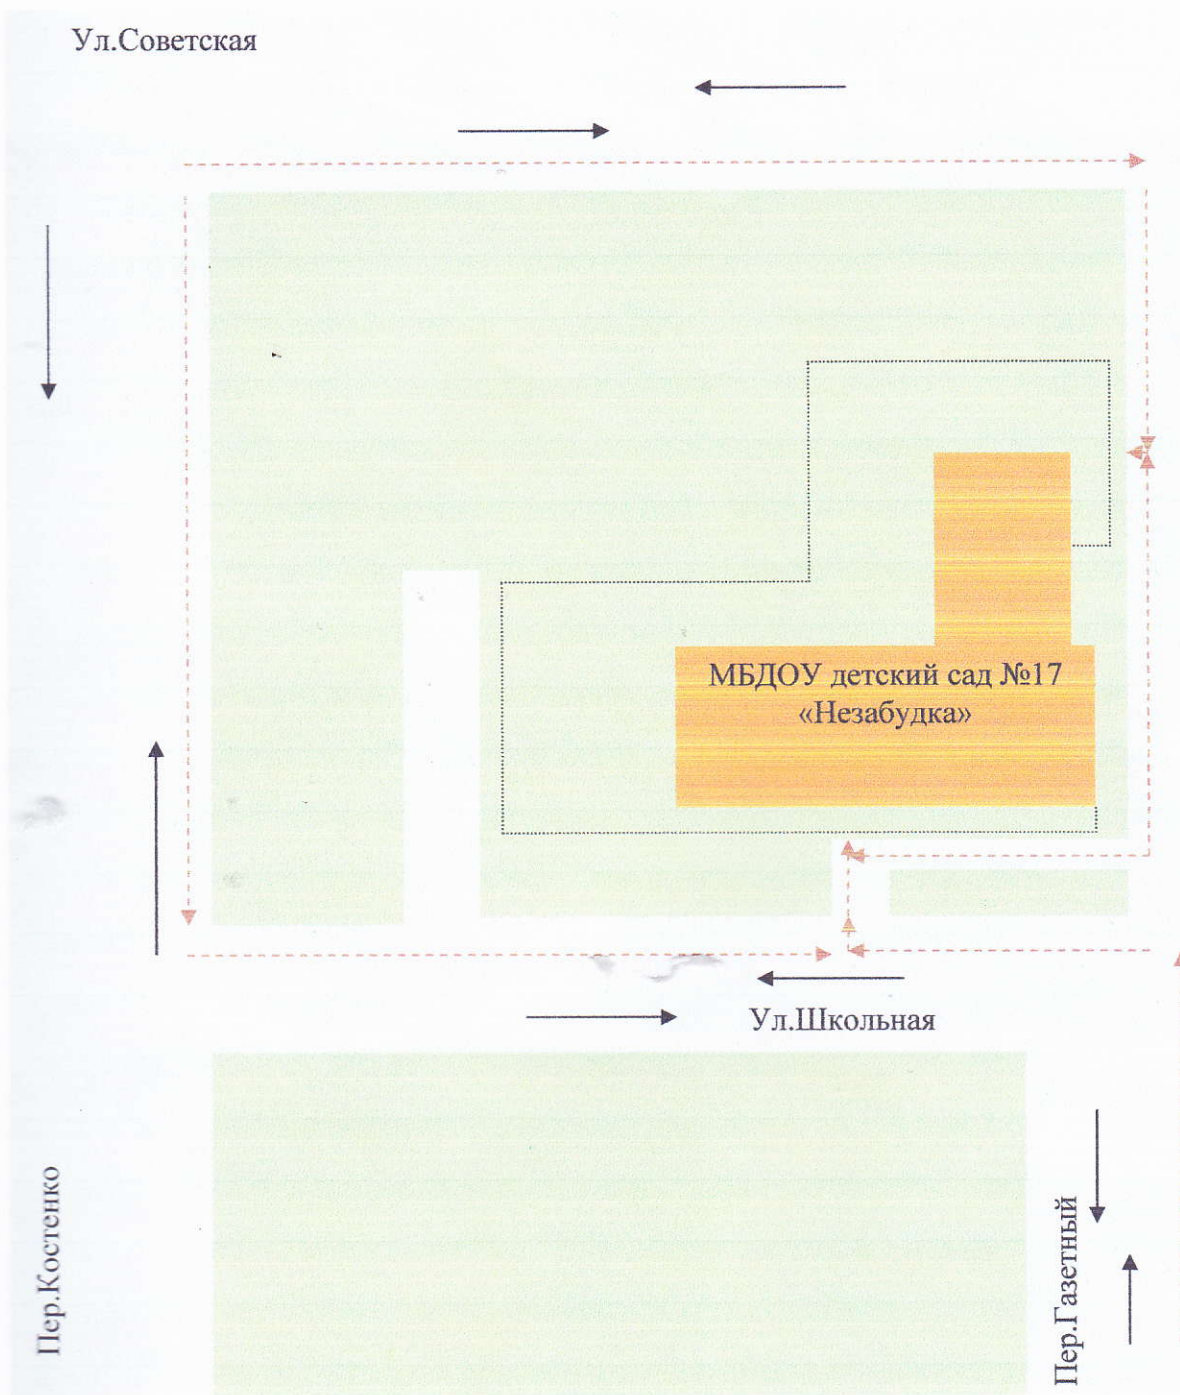 Ул.Советская
МБДОУ детский сад №17
«Незабудка»
Ул.Школьная
Пер.Костенко
Пер.Газетный